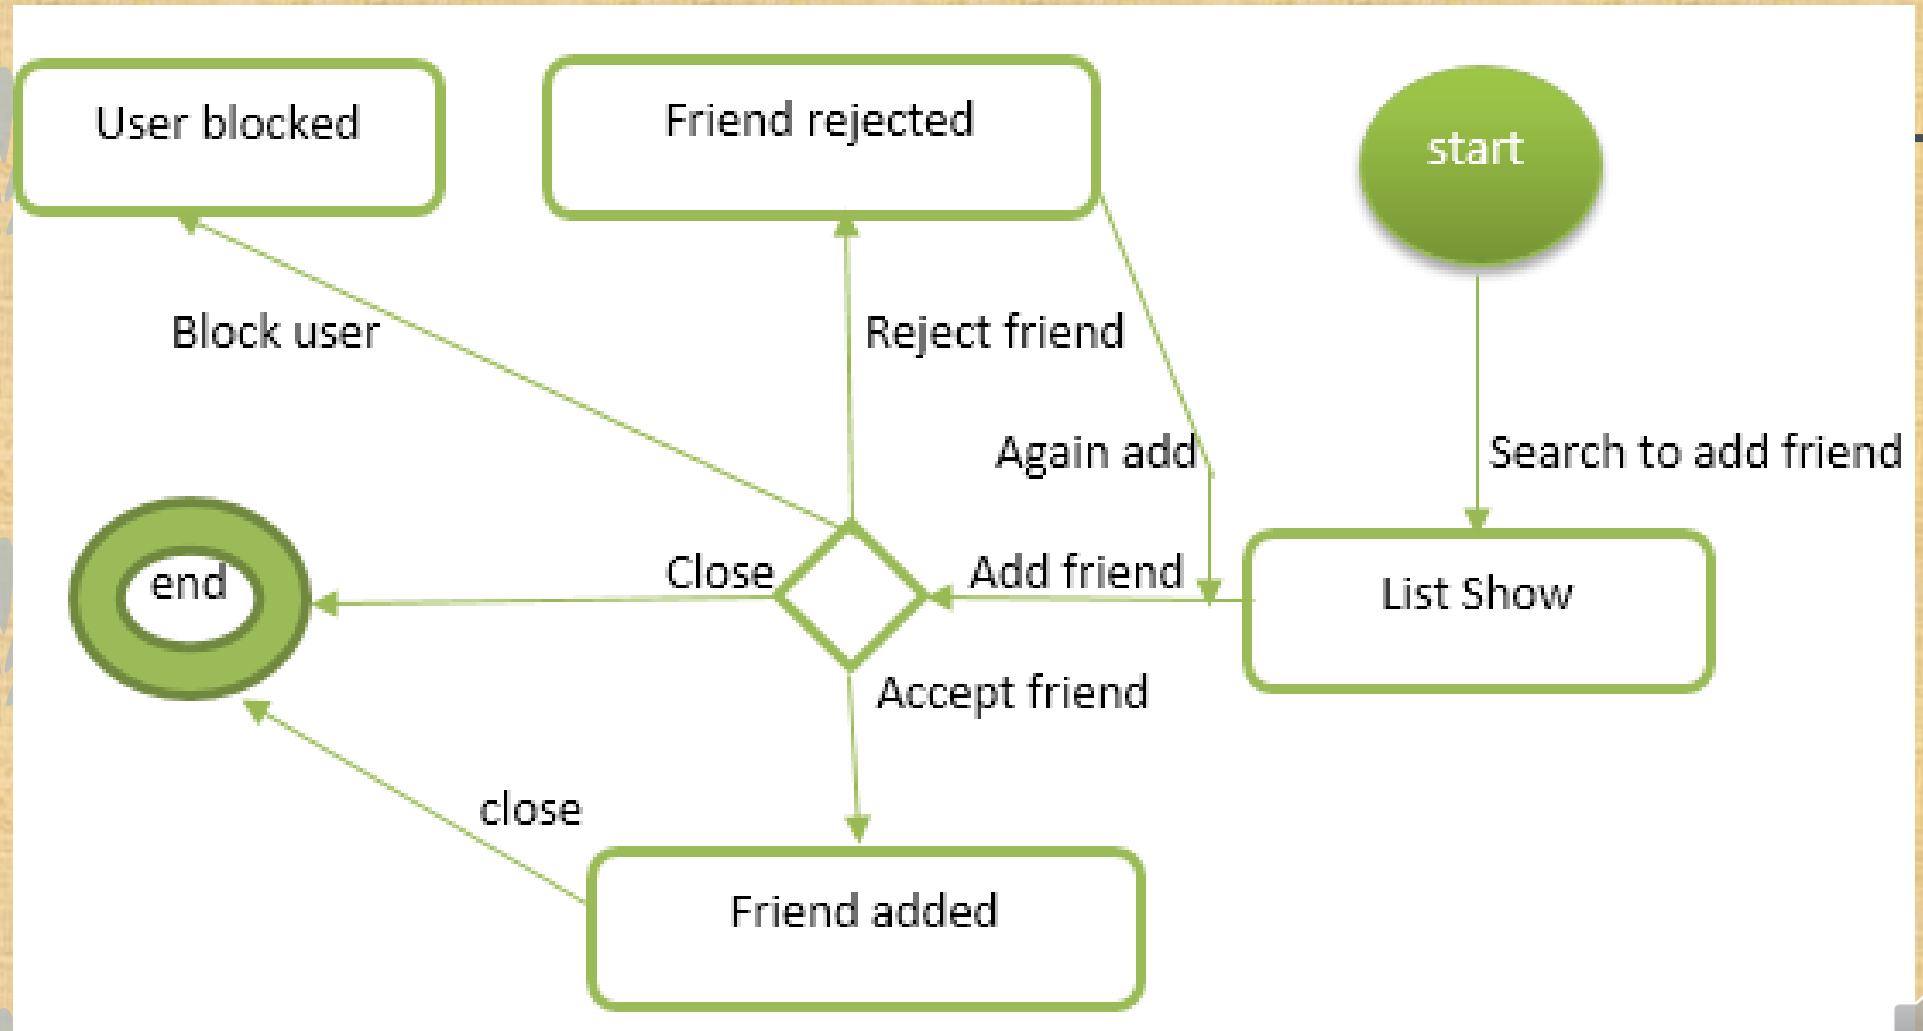 User blocked
Friend rejected
start
Block user
Reject friend
Again add
Search to add friend
end
Close
Add friend
List Show
Accept friend
close
Friend added